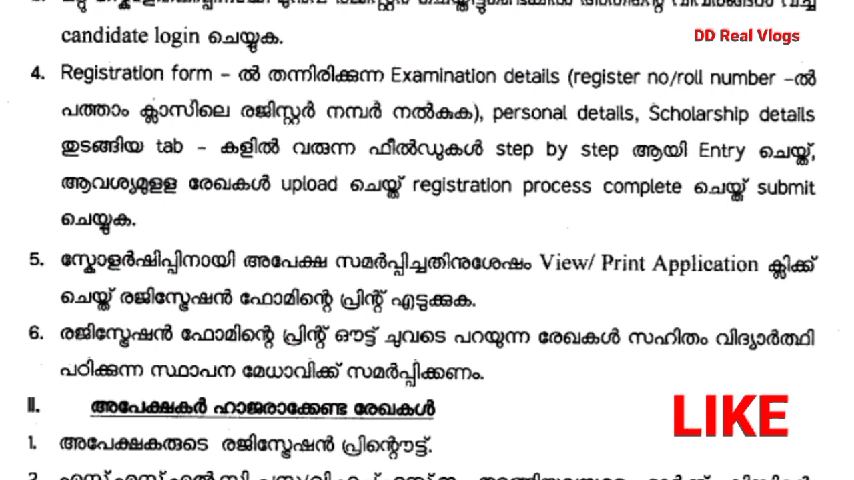 candidate login ചെയ്യുക.
DD Real Vlogs
4. Registration form – ൽ തന്നിരിക്കുന്ന Examination details (register no/roll number –ൽ
പത്താം ക്ലാസിലെ രജിസ്റ്റർ നമ്പർ നൽകുക), personal details, Scholarship details
തുടങ്ങിയ tab – കളിൽ വരുന്ന ഫീൽഡുകൾ step by step ആയി Entry ചെയ്ത്,
ആവശ്യമുളള രേഖകൾ upload ചെയ്ത് registration process complete ചെയ്ത് submit
ചെയ്യുക.
5. സ്കോളർഷിപ്പിനായി അപേക്ഷ സമർപ്പിച്ചതിനുശേഷം View/ Print Application ക്ലിക്ക്
ചെയ്ത് രജിസ്ട്രേഷൻ ഫോമിന്റെ പ്രിന്റ് എടുക്കുക.
6. രജിസ്ട്രേഷൻ ഫോമിന്റെ പ്രിന്റ് ഔട്ട് ചുവടെ പറയുന്ന രേഖകൾ സഹിതം വിദ്യാർത്ഥി
പഠിക്കുന്ന സ്ഥാപന മേധാവിക്ക് സമർപ്പിക്കണം.
II. അപേക്ഷകർ ഹാജരാക്കേണ്ട രേഖകൾ
LIKE
1. അപേക്ഷകരുടെ രജിസ്ട്രേഷൻ പ്രിന്റൌട്ട്.